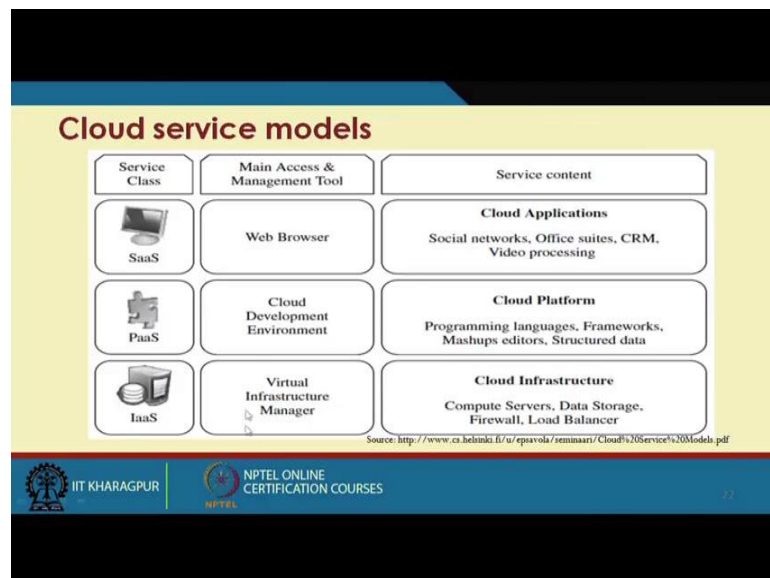 Cloud service models
Service
Class
Main Access &
Management Tool
Service content
SaaS
Web Browser
Cloud Applications
Social networks, Office suites, CRM,
Video processing
PaaS
Cloud
Development
Environment
Cloud Platform
Programming languages, Frameworks,
Mashups editors, Structured data
IaaS
Virtual
Infrastructure
Manager
Cloud Infrastructure
Compute Servers, Data Storage,
Firewall, Load Balancer
Source: http://www.cs.helsinki.fi/u/epsavola/seminaari/Cloud%20Service%20Models.pdf
IIT KHARAGPUR
NPTEL
NPTEL ONLINE
CERTIFICATION COURSES
22